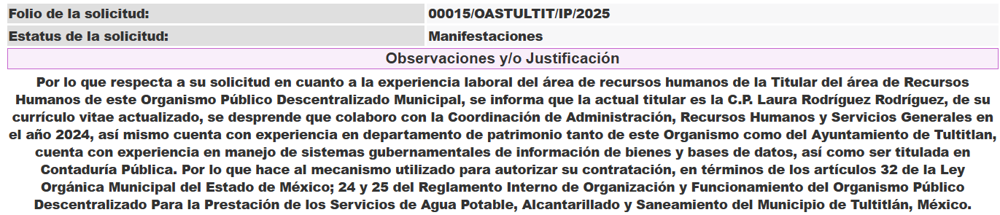 Folio de la solicitud: 00015/OASTULTIT/IP/2025
Estatus de la solicitud: Manifestaciones
Observaciones y/o Justificación
Por lo que respecta a su solicitud en cuanto a la experiencia laboral del área de recursos humanos de la Titular del área de Recursos
Humanos de este Organismo Público Descentralizado Municipal, se informa que la actual titular es la C.P. Laura Rodríguez Rodríguez, de su
currículo vitae actualizado, se desprende que colaboro con la Coordinación de Administración, Recursos Humanos y Servicios Generales en
el año 2024, así mismo cuenta con experiencia en departamento de patrimonio tanto de este Organismo como del Ayuntamiento de Tultitlan,
cuenta con experiencia en manejo de sistemas gubernamentales de información de bienes y bases de datos, así como ser titulada en
Contaduría Pública. Por lo que hace al mecanismo utilizado para autorizar su contratación, en términos de los artículos 32 de la Ley
Orgánica Municipal del Estado de México; 24 y 25 del Reglamento Interno de Organización y Funcionamiento del Organismo Público
Descentralizado Para la Prestación de los Servicios de Agua Potable, Alcantarillado y Saneamiento del Municipio de Tultitlán, México.